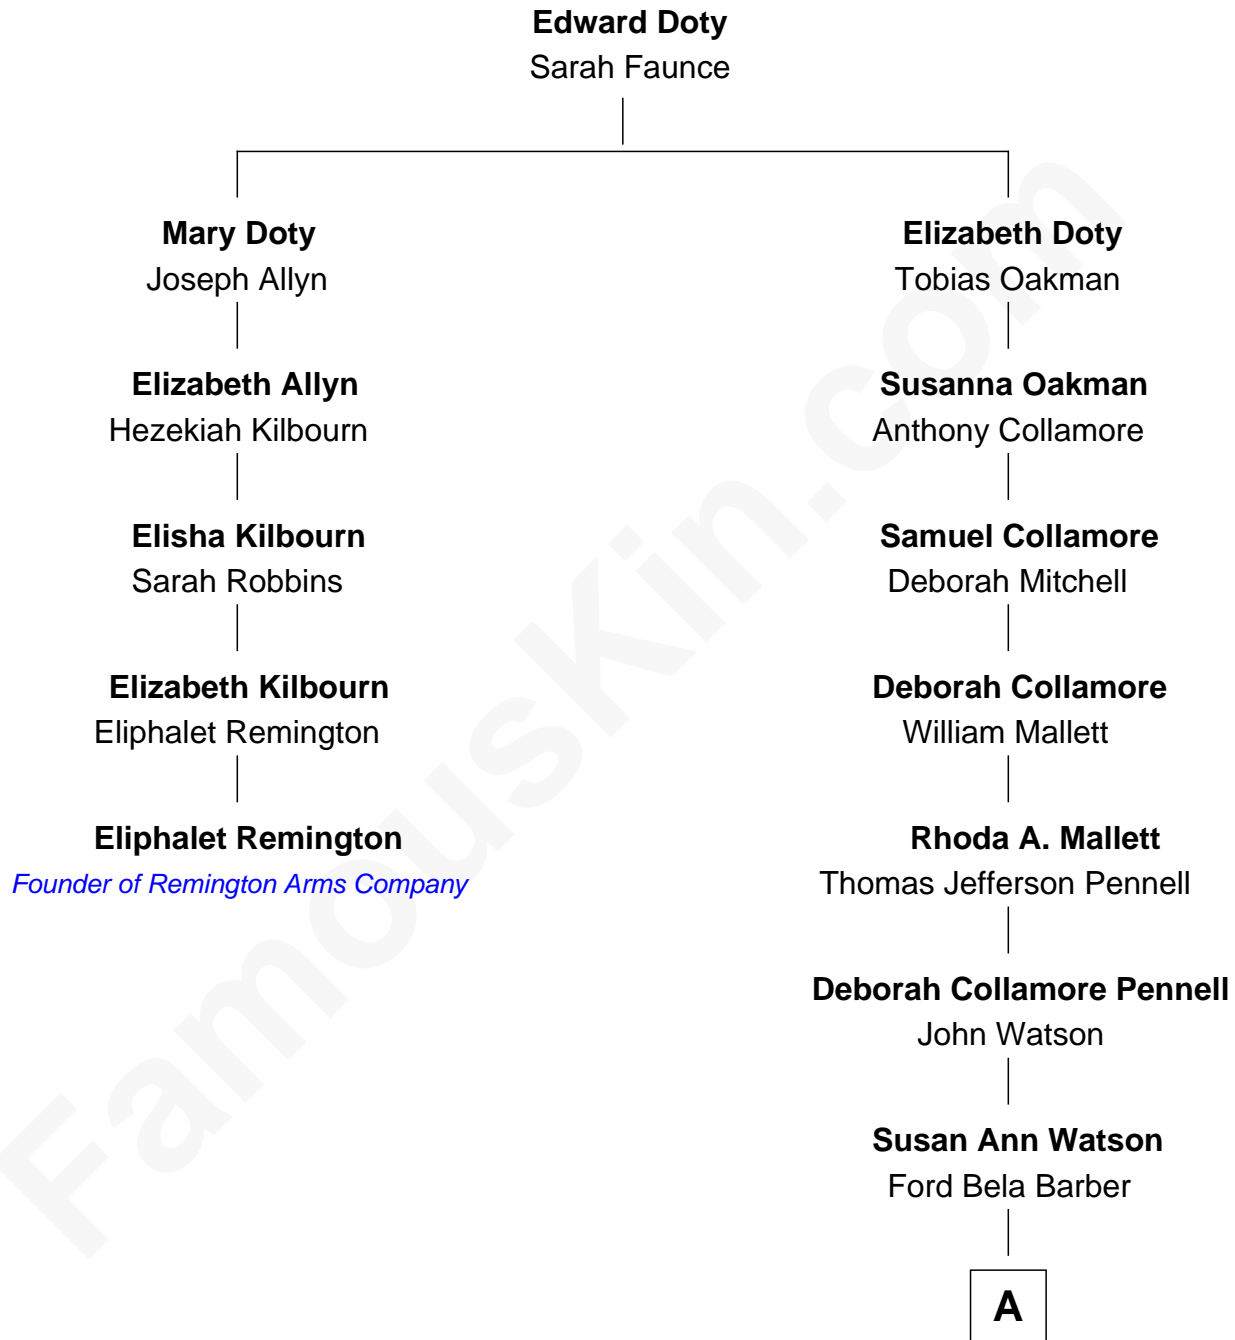 Edward Doty
Sarah Faunce
Mary Doty
Joseph Allyn
Elizabeth Allyn
Hezekiah Kilbourn
Elisha Kilbourn
Sarah Robbins
Elizabeth Kilbourn
Eliphalet Remington
Eliphalet Remington
Founder of Remington Arms Company
Elizabeth Doty
Tobias Oakman
Susanna Oakman
Anthony Collamore
Samuel Collamore
Deborah Mitchell
Deborah Collamore
William Mallett
Rhoda A. Mallett
Thomas Jefferson Pennell
Deborah Collamore Pennell
John Watson
Susan Ann Watson
Ford Bela Barber
A
FamousKin.com